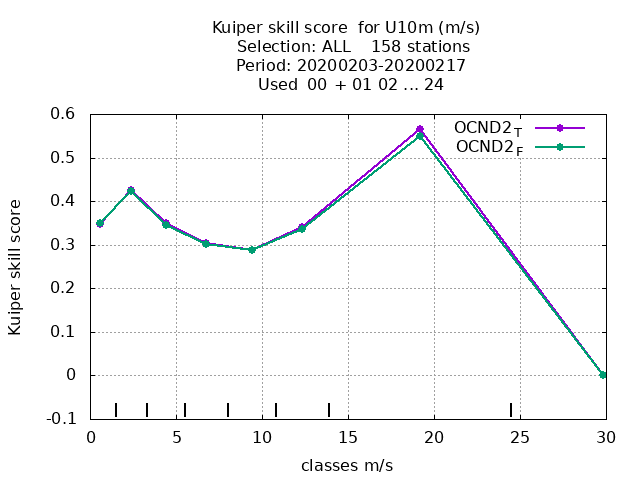 Kuiper skill score  for U10m (m/s)
Selection: ALL    158 stations
Period: 20200203-20200217
Used  00 + 01 02 ... 24
OCND2T
OCND2F
Kuiper skill score
0.6
0.5
0.4
0.3
0.2
0.1
0
-0.1
0 5 10 15 20 25 30
classes m/s